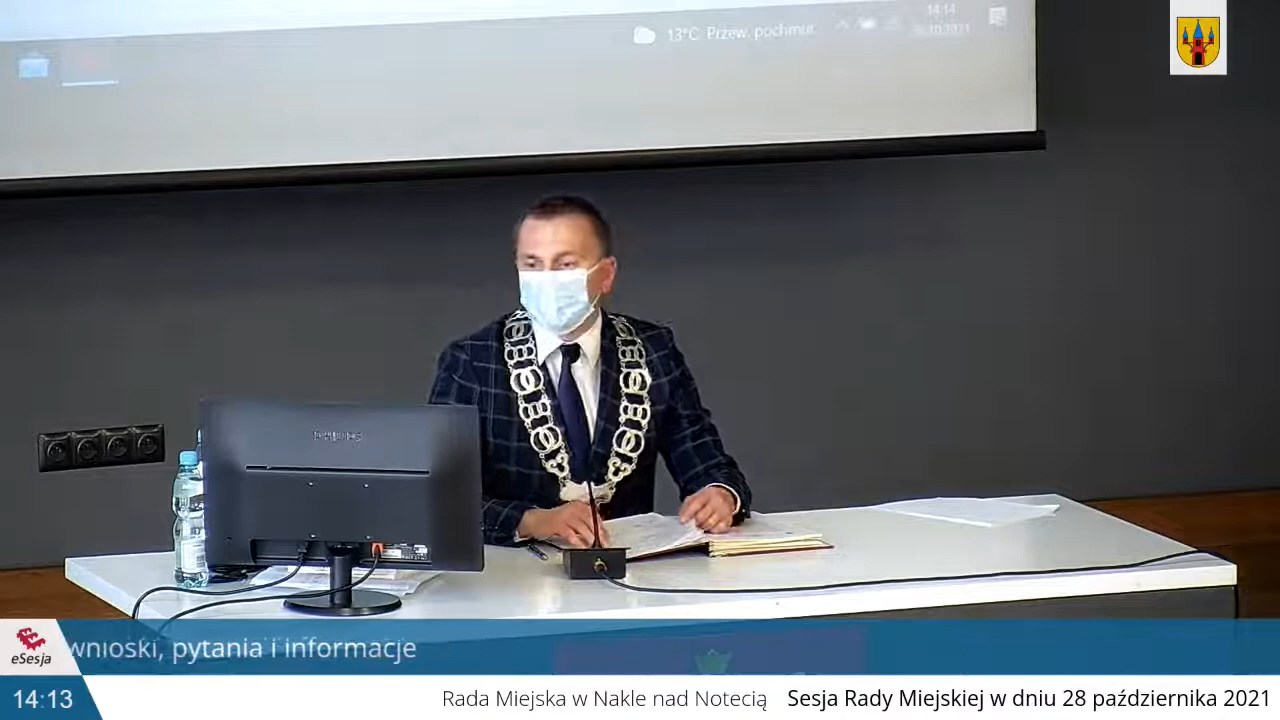 14:14
13°C Przew. pochmur.
PHILIPS
wnioski, pytania i informacje
eSesja
14:13
Rada Miejska w Nakle nad Notecią Sesja Rady Miejskiej w dniu 28 października 2021